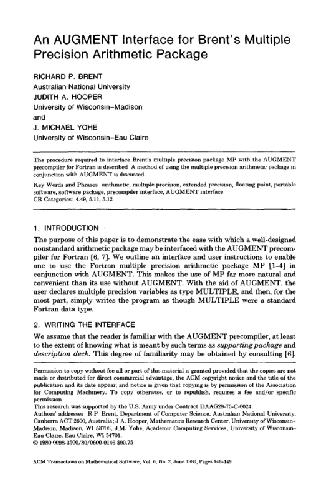 An AUGMENT Interface for Brent's Multiple
Precision Arithmetic Package
RICHARD P. BRENT
Australian National University
JUDITH A. HOOPER
University of Wisconsin–Madison
and
J. MICHAEL YOHE
University of Wisconsin–Eau Claire
The procedure required to interface Brent's multiple precision package MP with the AUGMENT
precompiler for Fortran is described. A method of using the multiple precision arithmetic package in
conjunction with AUGMENT is discussed.
Key Words and Phrases: arithmetic, multiple precision, extended precision, floating point, portable
software, software package, precompiler interface, AUGMENT interface
CR Categories: 4.49, 5.11, 5.12
1. INTRODUCTION
The purpose of this paper is to demonstrate the ease with which a well-designed
nonstandard arithmetic package may be interfaced with the AUGMENT precom-
piler for Fortran [6, 7]. We outline an interface and user instructions to enable
one to use the Fortran multiple precision arithmetic package MP [1–4] in
conjunction with AUGMENT. This makes the use of MP far more natural and
convenient than its use without AUGMENT. With the aid of AUGMENT, the
user declares multiple precision variables as type MULTIPLE, and then, for the
most part, simply writes the program as though MULTIPLE were a standard
Fortran data type.
2. WRITING THE INTERFACE
We assume that the reader is familiar with the AUGMENT precompiler, at least
to the extent of knowing what is meant by such terms as supporting package and
description deck. This degree of familiarity may be obtained by consulting [6].
Permission to copy without fee all or part of this material is granted provided that the copies are not
made or distributed for direct commercial advantage, the ACM copyright notice and the title of the
publication and its date appear, and notice is given that copying is by permission of the Association
for Computing Machinery. To copy otherwise, or to republish, requires a fee and/or specific
permission.
This research was supported by the U.S. Army under Contract
Authors' addresses: R.P. Brent, Department of Computer Science, Australian National University,
Canberra ACT 2600, Australia; J.A. Hooper, Mathematics Research Center, University of Wisconsin–
Madison, Madison, WI 53706; J.M. Yohe, Academic Computing Services, University of Wisconsin–
Eau Claire, Eau Claire, WI 54701.
ACM Transactions on Mathematical Software, Vol. 6, No. 2, June 1980, Pages